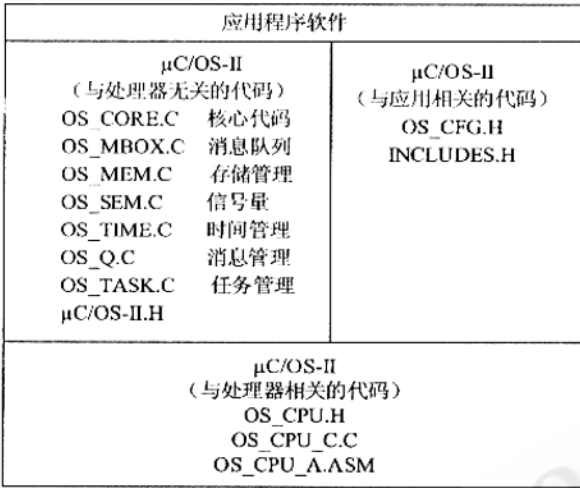 应用程序软件
μC/OS-II
（与处理器无关的代码）
OS_CORE.C 核心代码
OS_MBOX.C 消息队列
OS_MEM.C 存储管理
OS_SEM.C 信号量
OS_TIME.C 时间管理
OS_Q.C 消息管理
OS_TASK.C 任务管理
μC/OS-II.H
μC/OS-II
（与应用相关的代码）
OS_CFG.H
INCLUDES.H
μC/OS-II
（与处理器相关的代码）
OS_CPU.H
OS_CPU_C.C
OS_CPU_A.ASM